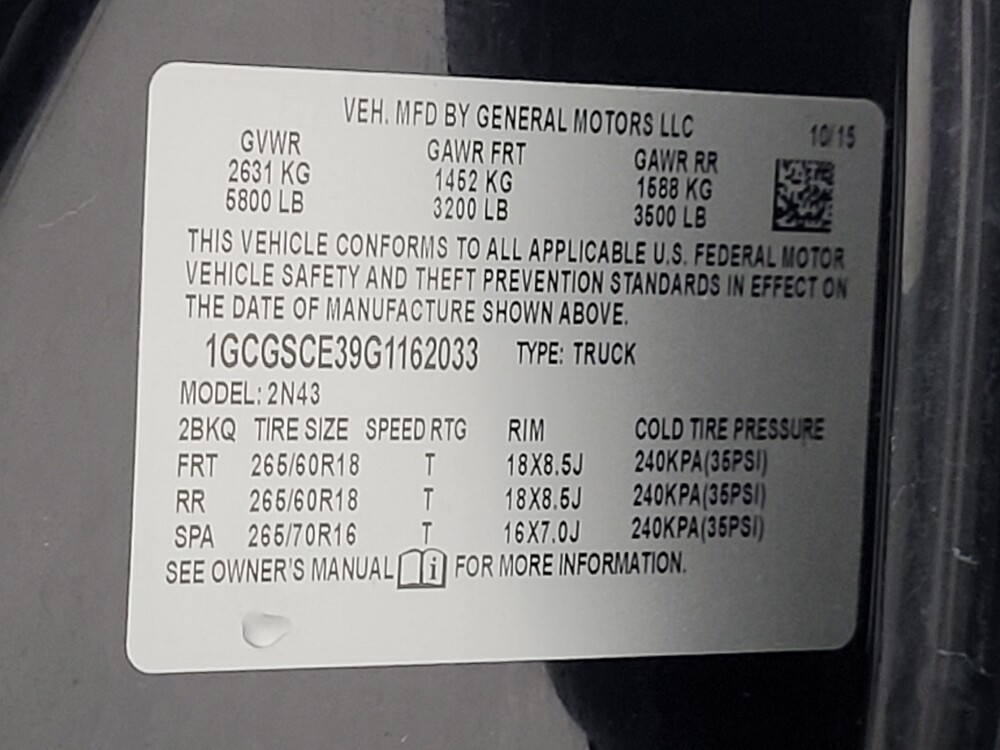 VEH. MFD BY GENERAL MOTORS LLC 10/15
GVWR GAWR FRT GAWR RR
2631 KG 1452 KG 1588 KG
5800 LB 3200 LB 3500 LB
THIS VEHICLE CONFORMS TO ALL APPLICABLE U.S. FEDERAL MOTOR
VEHICLE SAFETY AND THEFT PREVENTION STANDARDS IN EFFECT ON
THE DATE OF MANUFACTURE SHOWN ABOVE.
1GCGSCE39G1162033 TYPE: TRUCK
MODEL: 2N43
2BKQ TIRE SIZE SPEED RTG RIM COLD TIRE PRESSURE
FRT 265/60R18 T 18X8.5J 240KPA(35PSI)
RR 265/60R18 T 18X8.5J 240KPA(35PSI)
SPA 265/70R16 T 16X7.0J 240KPA(35PSI)
SEE OWNER'S MANUAL i FOR MORE INFORMATION.